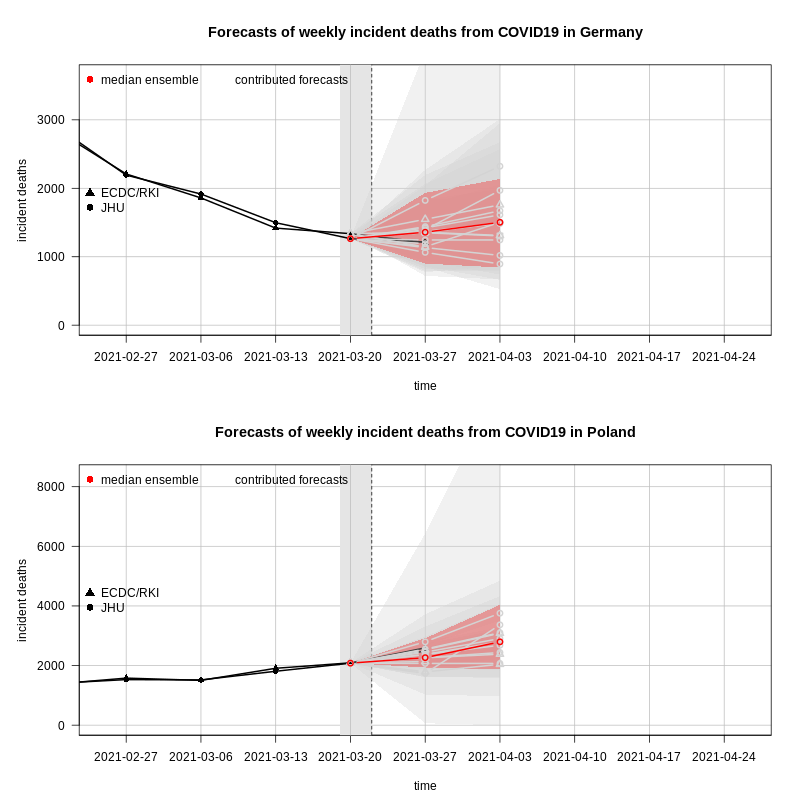 Forecasts of weekly incident deaths from COVID19 in Germany
median ensemble contributed forecasts
3000
2000
1000
0
incident deaths
ECDC/RKI
JHU
2021-02-27 2021-03-06 2021-03-13 2021-03-20 2021-03-27 2021-04-03 2021-04-10 2021-04-17 2021-04-24
time
Forecasts of weekly incident deaths from COVID19 in Poland
median ensemble contributed forecasts
8000
6000
4000
2000
0
incident deaths
ECDC/RKI
JHU
2021-02-27 2021-03-06 2021-03-13 2021-03-20 2021-03-27 2021-04-03 2021-04-10 2021-04-17 2021-04-24
time